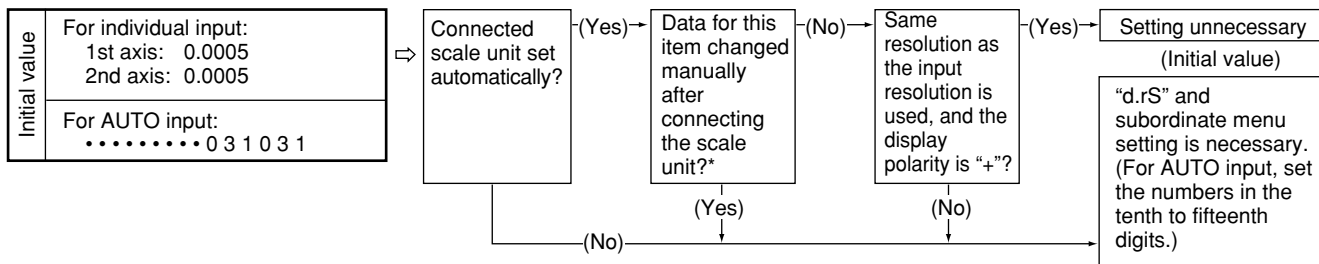 Initial value
For individual input:
1st axis: 0.0005
2nd axis: 0.0005
For AUTO input:
• • • • • • • • • 0 3 1 0 3 1
⇨
Connected
scale unit set
automatically?
(Yes)
Data for this
item changed
manually
after
connecting
the scale
unit?*
(No)
Same
resolution as
the input
resolution is
used, and the
display
polarity is “+”?
(Yes)
Setting unnecessary
(Initial value)
“d.rS” and
subordinate menu
setting is necessary.
(For AUTO input, set
the numbers in the
tenth to fifteenth
digits.)
(Yes)
(No)
(No)